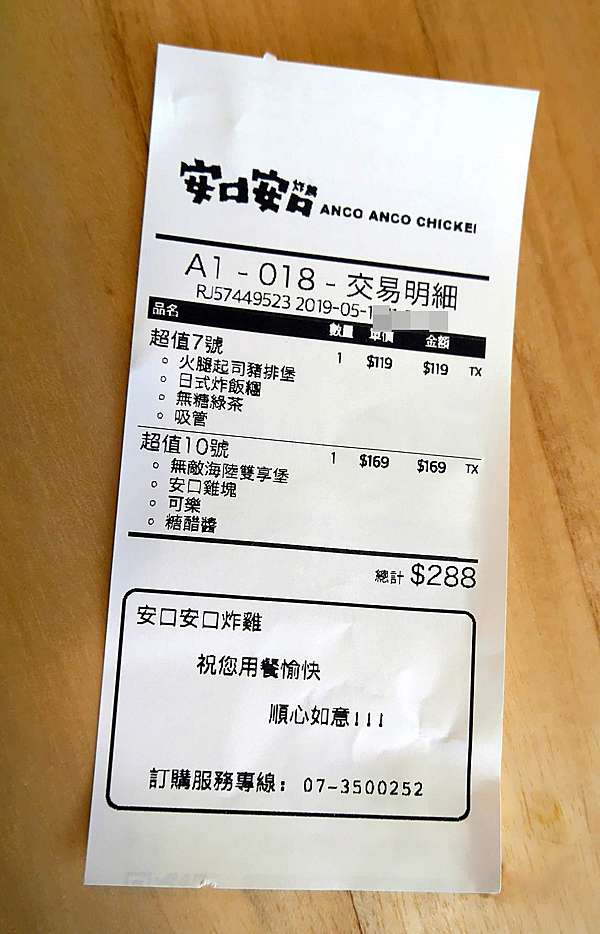 安口安口 炸雞 ANCO ANCO CHICKEN
A1 - 018 - 交易明細
RJ57449523 2019-05-1
品名 數量 單價 金額
超值7號 1 $119 $119 TX
○ 火腿起司豬排堡
○ 日式炸飯糰
○ 無糖綠茶
○ 吸管
超值10號 1 $169 $169 TX
○ 無敵海陸雙享堡
○ 安口雞塊
○ 可樂
○ 糖醋醬
總計 $288
安口安口炸雞
祝您用餐愉快
順心如意!!!
訂購服務專線: 07-3500252